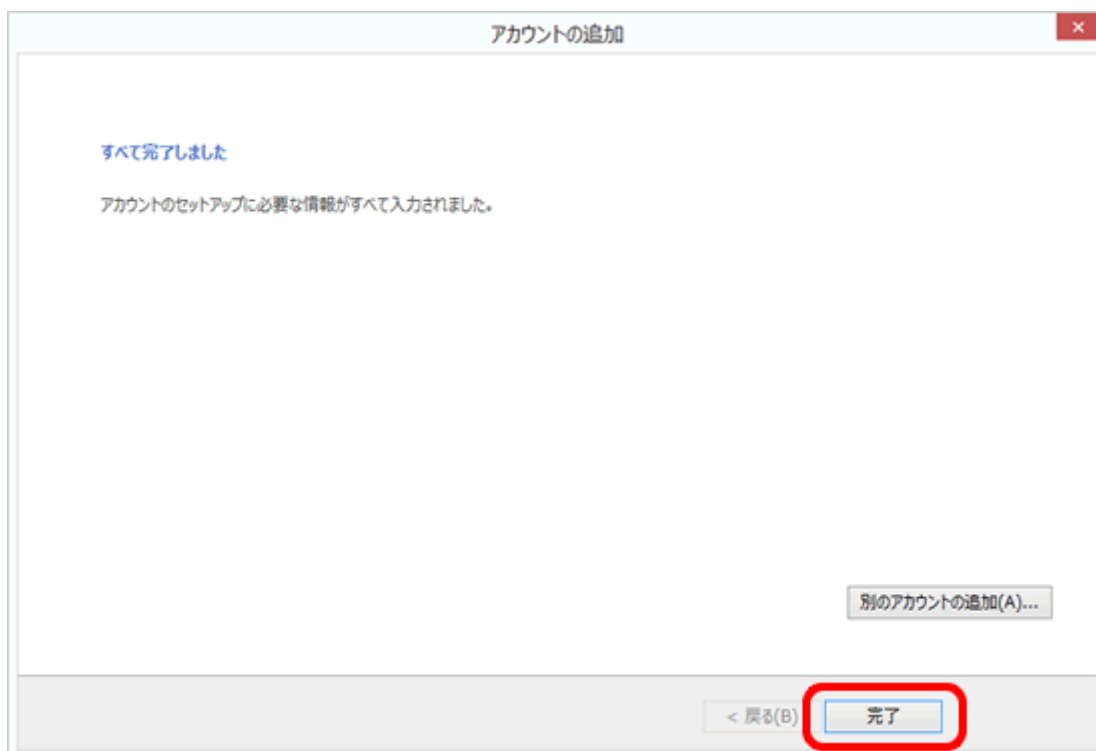 アカウントの追加
すべて完了しました
アカウントのセットアップに必要な情報がすべて入力されました。
別のアカウントの追加(A)...
< 戻る(B)
完了